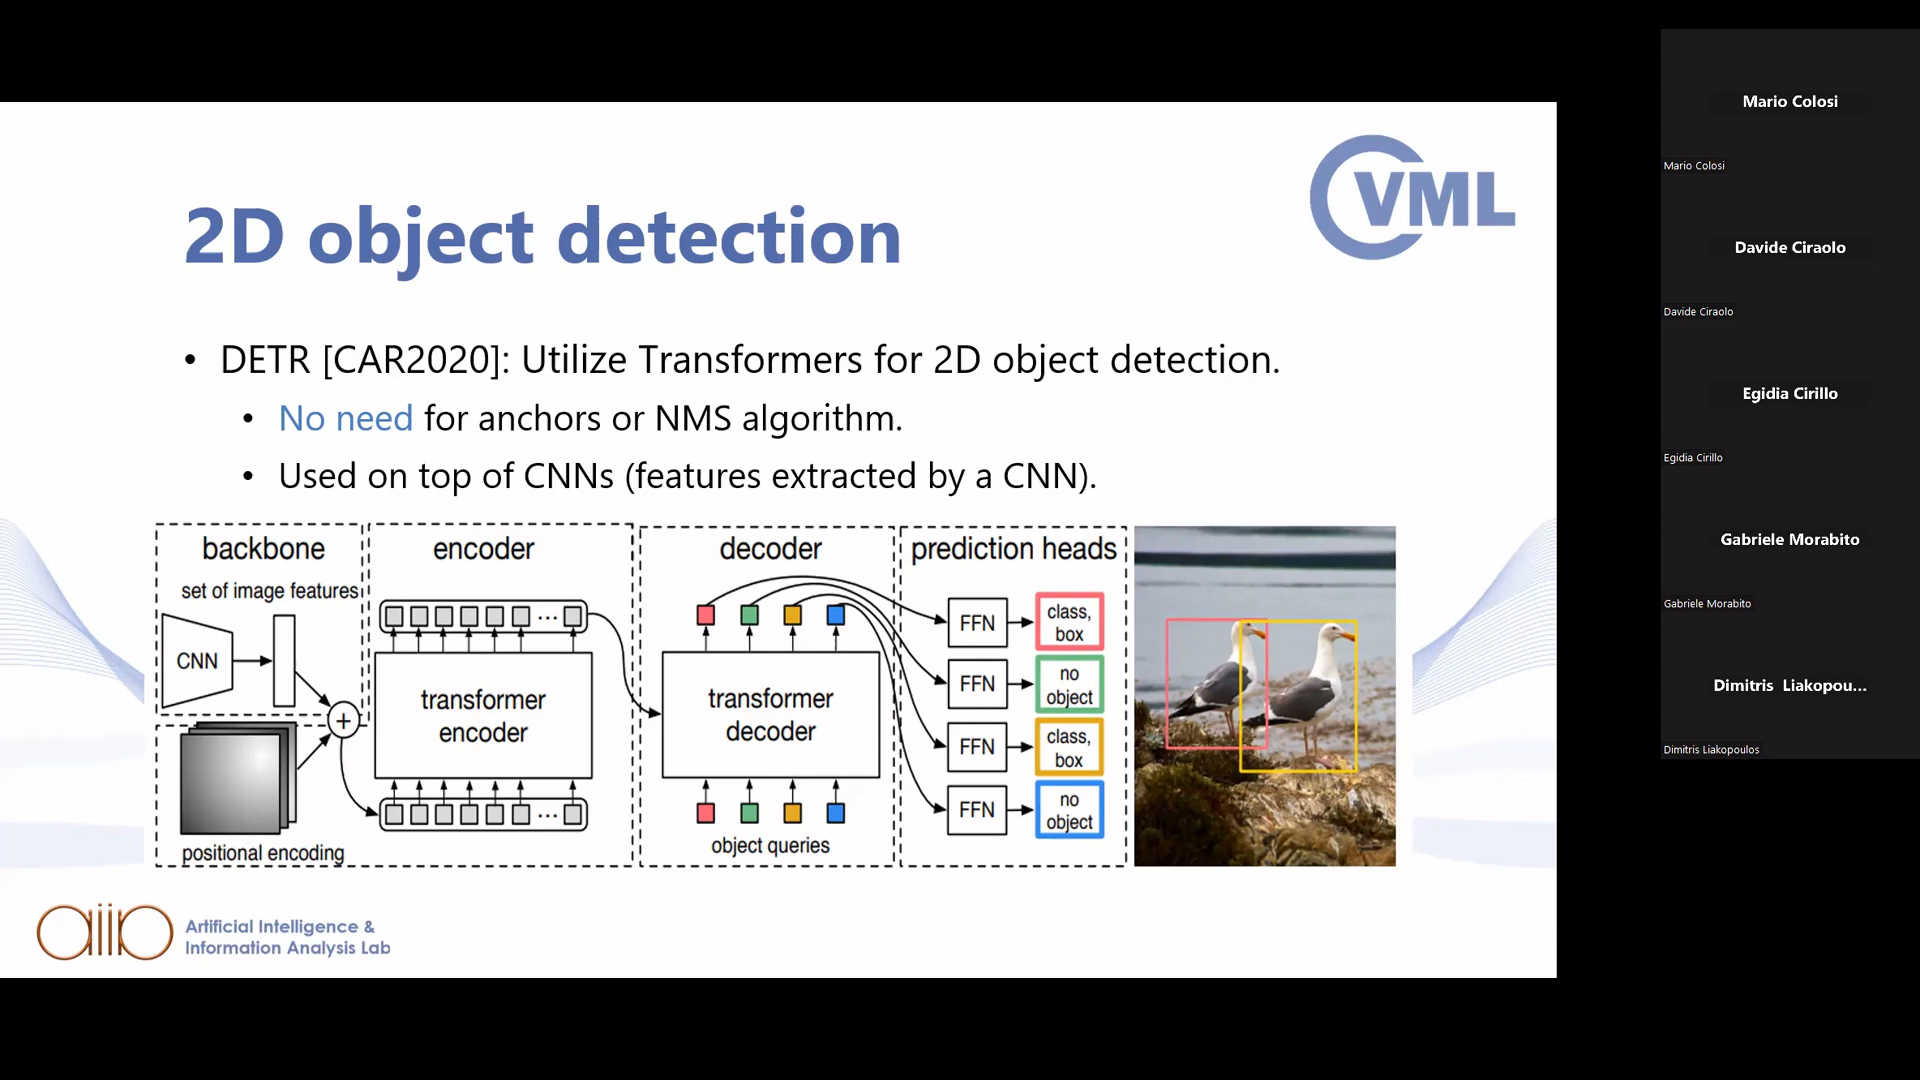 CVML
2D object detection
• DETR [CAR2020]: Utilize Transformers for 2D object detection.
• No need for anchors or NMS algorithm.
• Used on top of CNNs (features extracted by a CNN).
backbone
set of image features
CNN
+
positional encoding
encoder
...
transformer
encoder
...
decoder
transformer
decoder
object queries
prediction heads
FFN
class,
box
FFN
no
object
FFN
class,
box
FFN
no
object
aiia
Artificial Intelligence &
Information Analysis Lab
Mario Colosi
Mario Colosi
Davide Ciraolo
Davide Ciraolo
Egidia Cirillo
Egidia Cirillo
Gabriele Morabito
Gabriele Morabito
Dimitris Liakopou...
Dimitris Liakopoulos